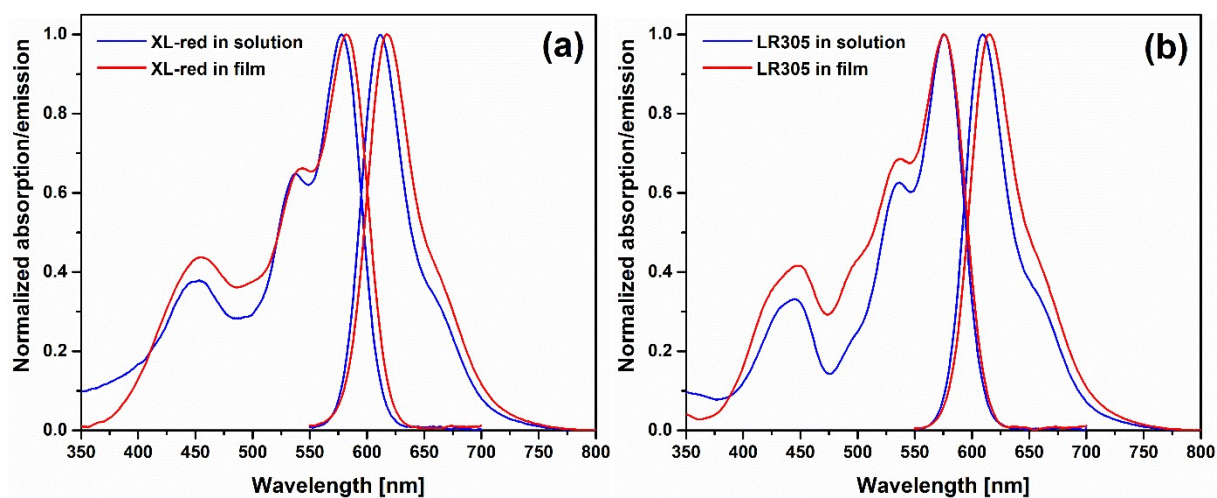 XL-red in solution
XL-red in film
(a)
1.0
0.8
0.6
0.4
0.2
0.0
350 400 450 500 550 600 650 700 750 800
Wavelength [nm]
Normalized absorption/emission
LR305 in solution
LR305 in film
(b)
1.0
0.8
0.6
0.4
0.2
0.0
350 400 450 500 550 600 650 700 750 800
Wavelength [nm]
Normalized absorption/emission